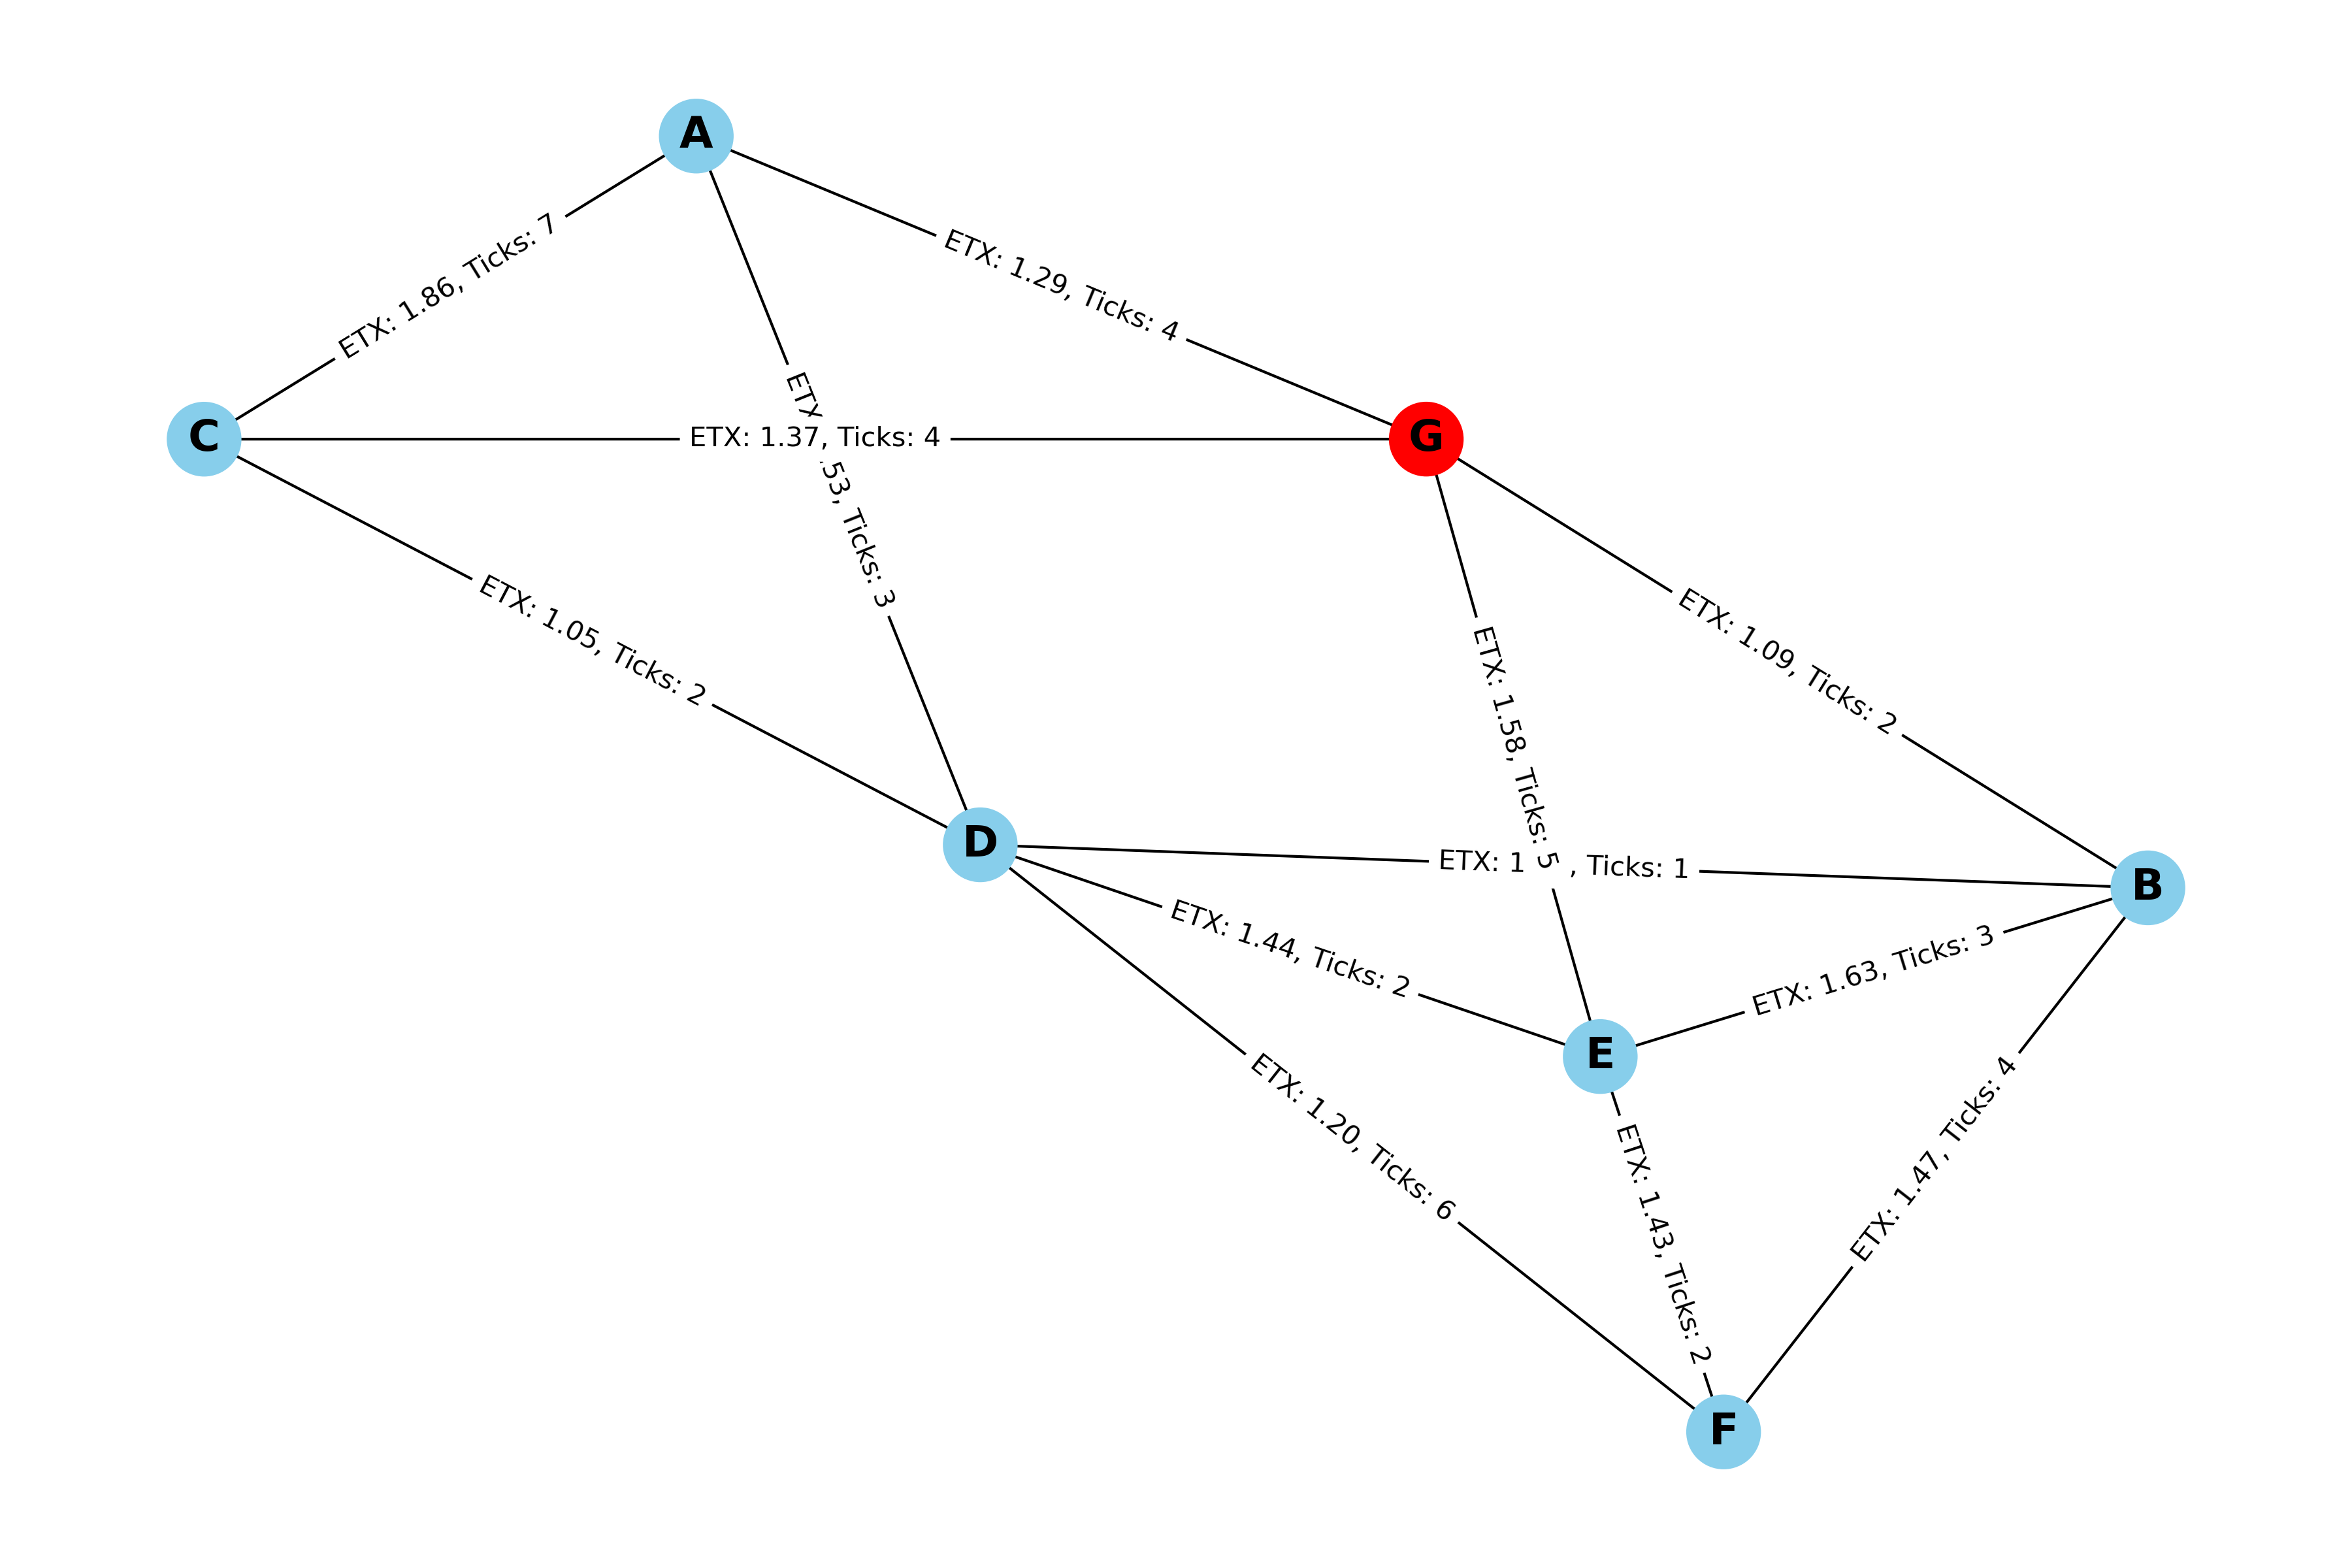 A
ETX: 1.86, Ticks: 7
ETX: 1.29, Ticks: 4
C
ETX: 1.37, Ticks: 4
G
ETX 53, Ticks: 3
ETX: 1.05, Ticks: 2
ETX: 1.09, Ticks: 2
ETX: 1.58, Ticks: 5
D
ETX: 1 , Ticks: 1
B
ETX: 1.44, Ticks: 2
ETX: 1.63, Ticks: 3
E
ETX: 1.20, Ticks: 6
ETX: 1.43, Ticks: 2
ETX: 1.47, Ticks: 4
F